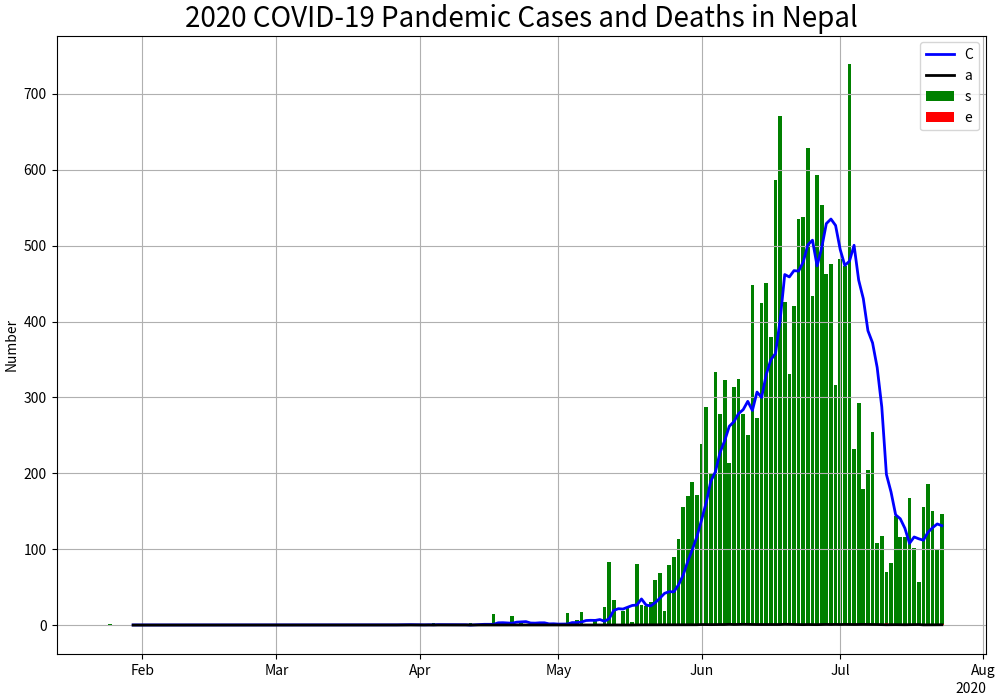 2020 COVID-19 Pandemic Cases and Deaths in Nepal
C
a
s
e
700
600
500
400
300
200
100
0
Number
Feb Mar Apr May Jun Jul Aug
2020